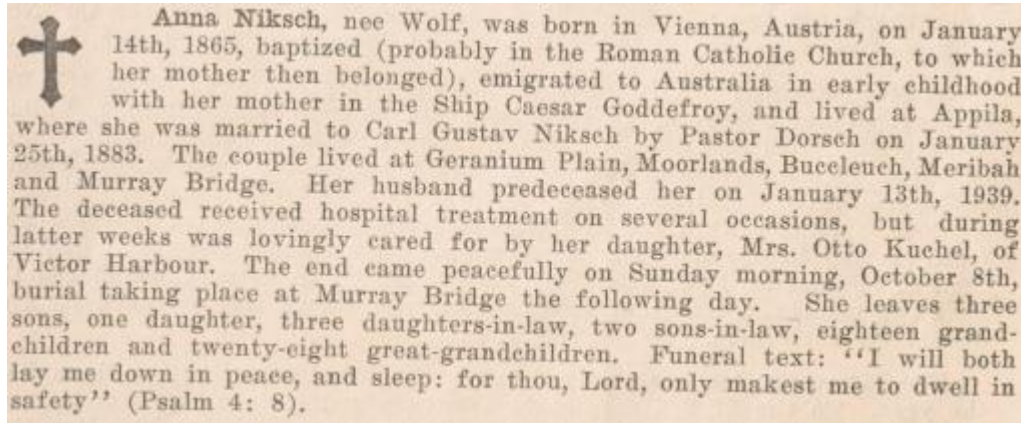 Anna Niksch, nee Wolf, was born in Vienna, Austria, on January
14th, 1865, baptized (probably in the Roman Catholic Church, to which
her mother then belonged), emigrated to Australia in early childhood
with her mother in the Ship Caesar Goddefroy, and lived at Appila,
where she was married to Carl Gustav Niksch by Pastor Dorsch on January
25th, 1883. The couple lived at Geranium Plain, Moorlands, Buccleuch, Meribah
and Murray Bridge. Her husband predeceased her on January 13th, 1939.
The deceased received hospital treatment on several occasions, but during
latter weeks was lovingly cared for by her daughter, Mrs. Otto Kuchel, of
Victor Harbour. The end came peacefully on Sunday morning, October 8th,
burial taking place at Murray Bridge the following day. She leaves three
sons, one daughter, three daughters-in-law, two sons-in-law, eighteen grand-
children and twenty-eight great-grandchildren. Funeral text: "I will both
lay me down in peace, and sleep: for thou, Lord, only makest me to dwell in
safety'' (Psalm 4: 8).